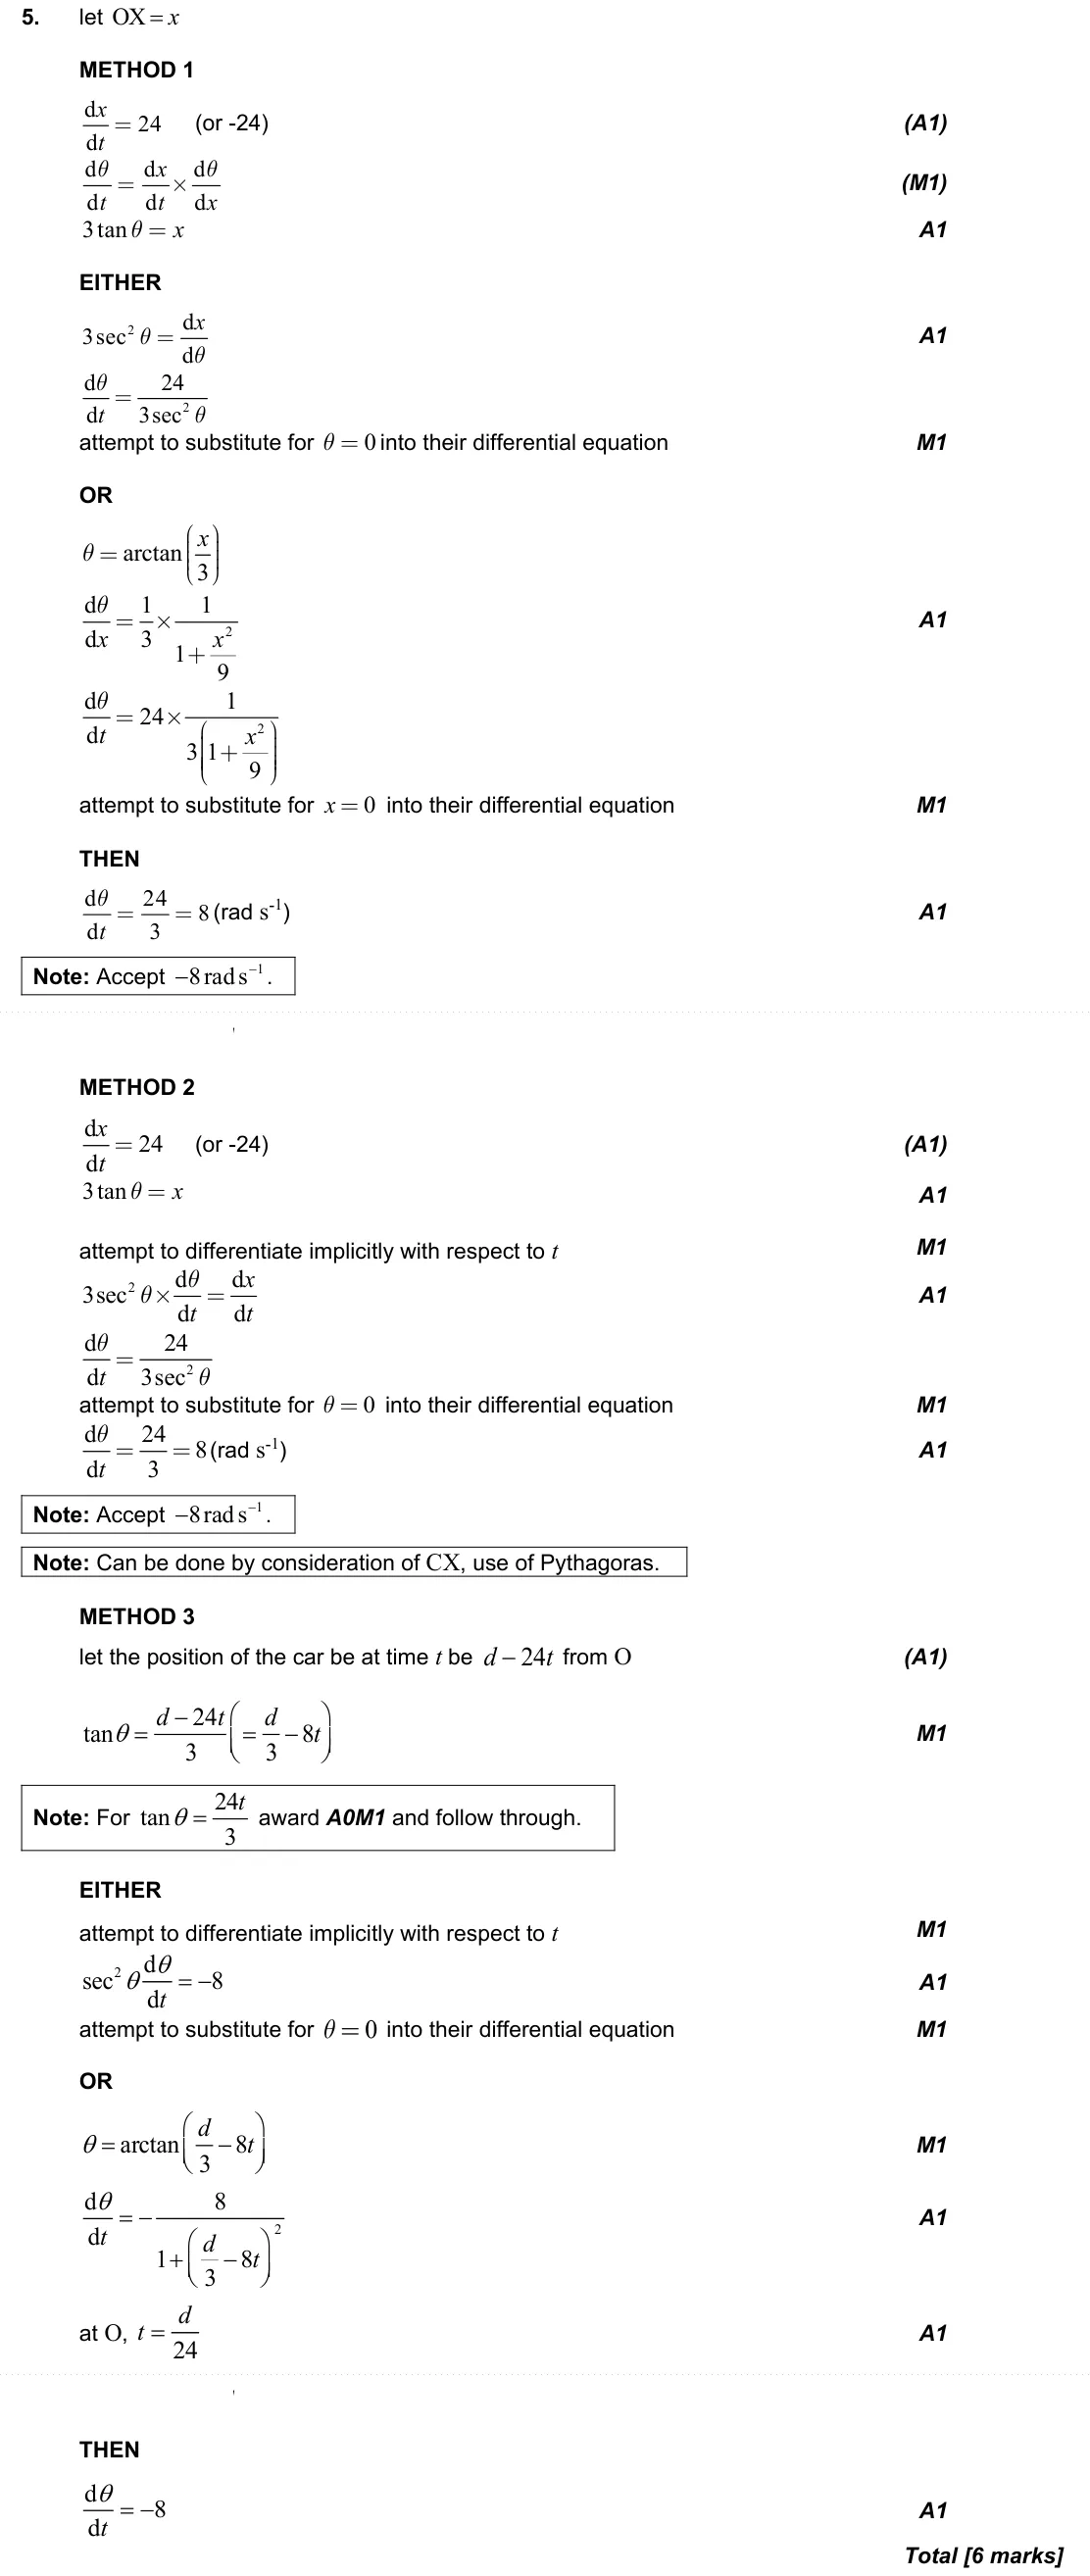 5. let OX = x
METHOD 1
dx/dt = 24 (or -24) (A1)
dθ/dt = dx/dt × dθ/dx (M1)
3 tan θ = x A1
EITHER
3 sec² θ = dx/dθ A1
dθ/dt = 24/(3 sec² θ)
attempt to substitute for θ = 0 into their differential equation M1
OR
θ = arctan(x/3)
dθ/dx = 1/3 × 1/(1 + x²/9) A1
dθ/dt = 24 × 1/(3(1 + x²/9))
attempt to substitute for x = 0 into their differential equation M1
THEN
dθ/dt = 24/3 = 8 (rad s⁻¹) A1
Note: Accept −8 rad s⁻¹.
METHOD 2
dx/dt = 24 (or -24) (A1)
3 tan θ = x A1
attempt to differentiate implicitly with respect to t M1
3 sec² θ × dθ/dt = dx/dt A1
dθ/dt = 24/(3 sec² θ)
attempt to substitute for θ = 0 into their differential equation M1
dθ/dt = 24/3 = 8 (rad s⁻¹) A1
Note: Accept −8 rad s⁻¹.
Note: Can be done by consideration of CX, use of Pythagoras.
METHOD 3
let the position of the car be at time t be d − 24t from O (A1)
tan θ = (d − 24t)/3 (= d/3 − 8t) M1
Note: For tan θ = 24t/3 award A0M1 and follow through.
EITHER
attempt to differentiate implicitly with respect to t M1
sec² θ dθ/dt = −8 A1
attempt to substitute for θ = 0 into their differential equation M1
OR
θ = arctan(d/3 − 8t) M1
dθ/dt = − 8/(1 + (d/3 − 8t)²) A1
at O, t = d/24 A1
THEN
dθ/dt = −8 A1
Total [6 marks]